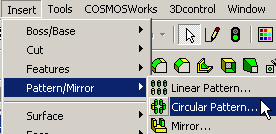 Insert Tools COSMOSWorks 3Dcontrol Window
Boss/Base
Cut
Features
Pattern/Mirror
Linear Pattern...
Circular Pattern...
Mirror...
Surface